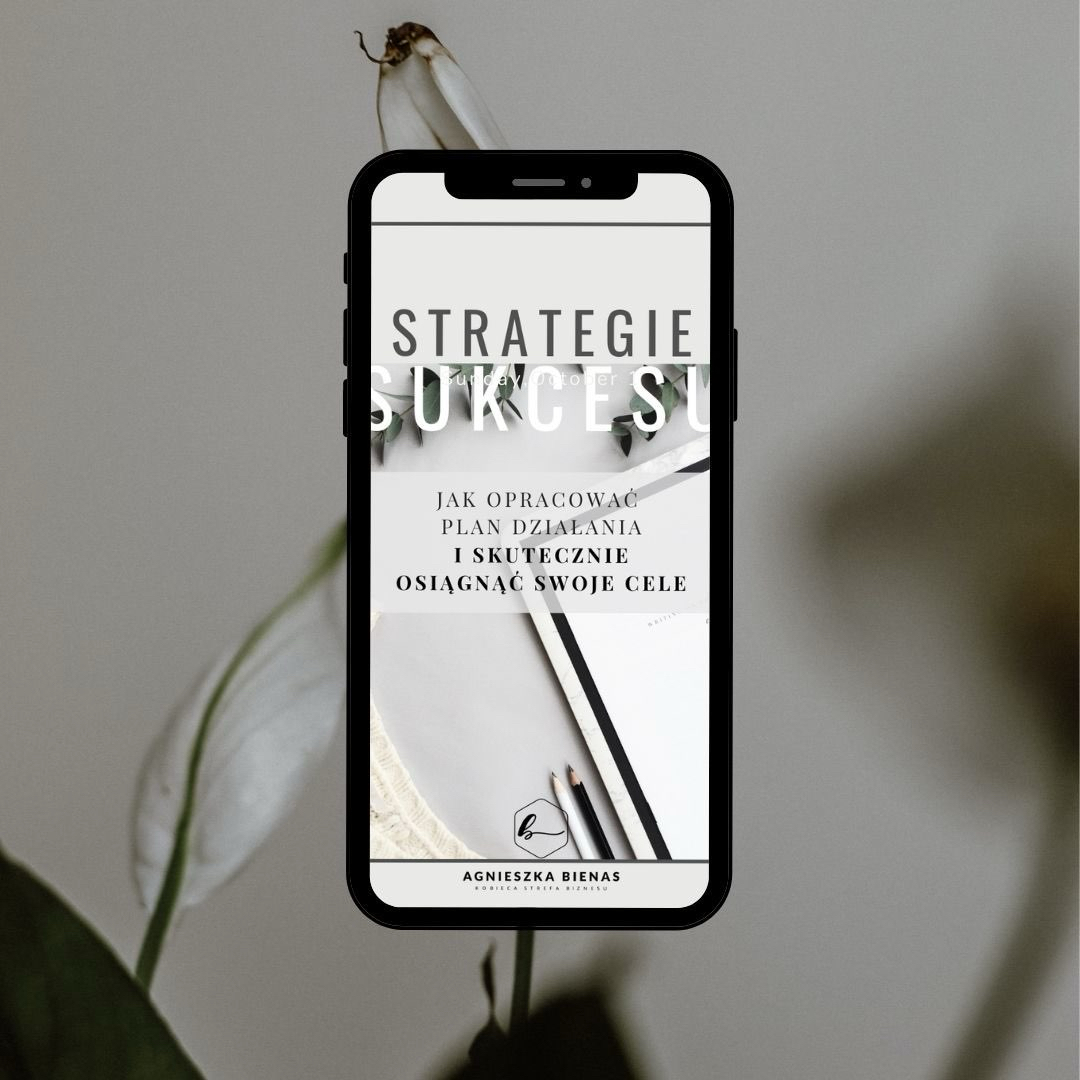 STRATEGIE
Sunday, October 1
SUKCESU
JAK OPRACOWAĆ
PLAN DZIAŁANIA
I SKUTECZNIE
OSIĄGNĄĆ SWOJE CELE
b
AGNIESZKA BIENAS
KOBIECA STREFA BIZNESU